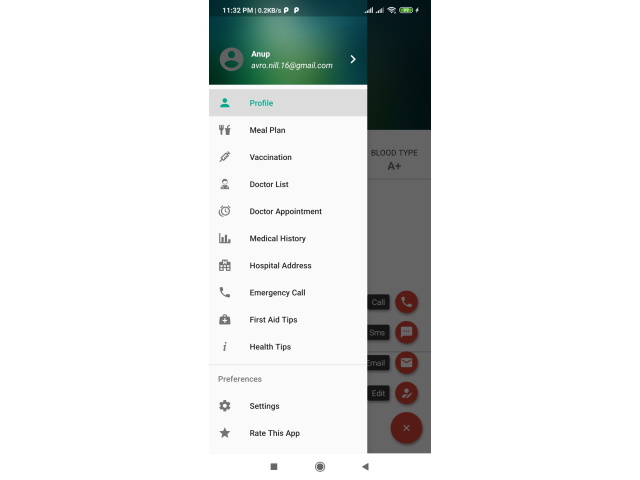 11:32 PM | 0.2KB/s
Anup
avro.nill.16@gmail.com
Profile
Meal Plan
Vaccination
BLOOD TYPE
A+
Doctor List
Doctor Appointment
Medical History
Hospital Address
Emergency Call
Call
First Aid Tips
Sms
Health Tips
Email
Preferences
Edit
Settings
Rate This App